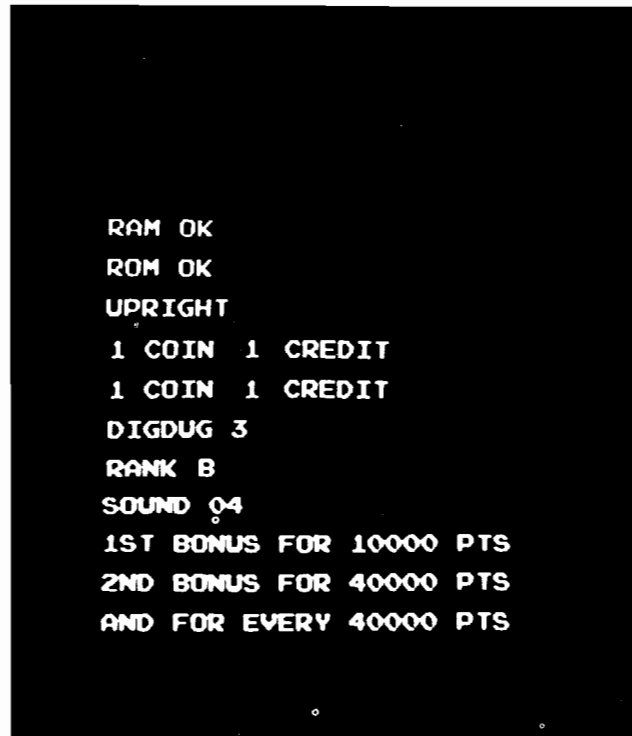 RAM OK
ROM OK
UPRIGHT
1 COIN 1 CREDIT
1 COIN 1 CREDIT
DIGDUG 3
RANK B
SOUND 04
1ST BONUS FOR 10000 PTS
2ND BONUS FOR 40000 PTS
AND FOR EVERY 40000 PTS